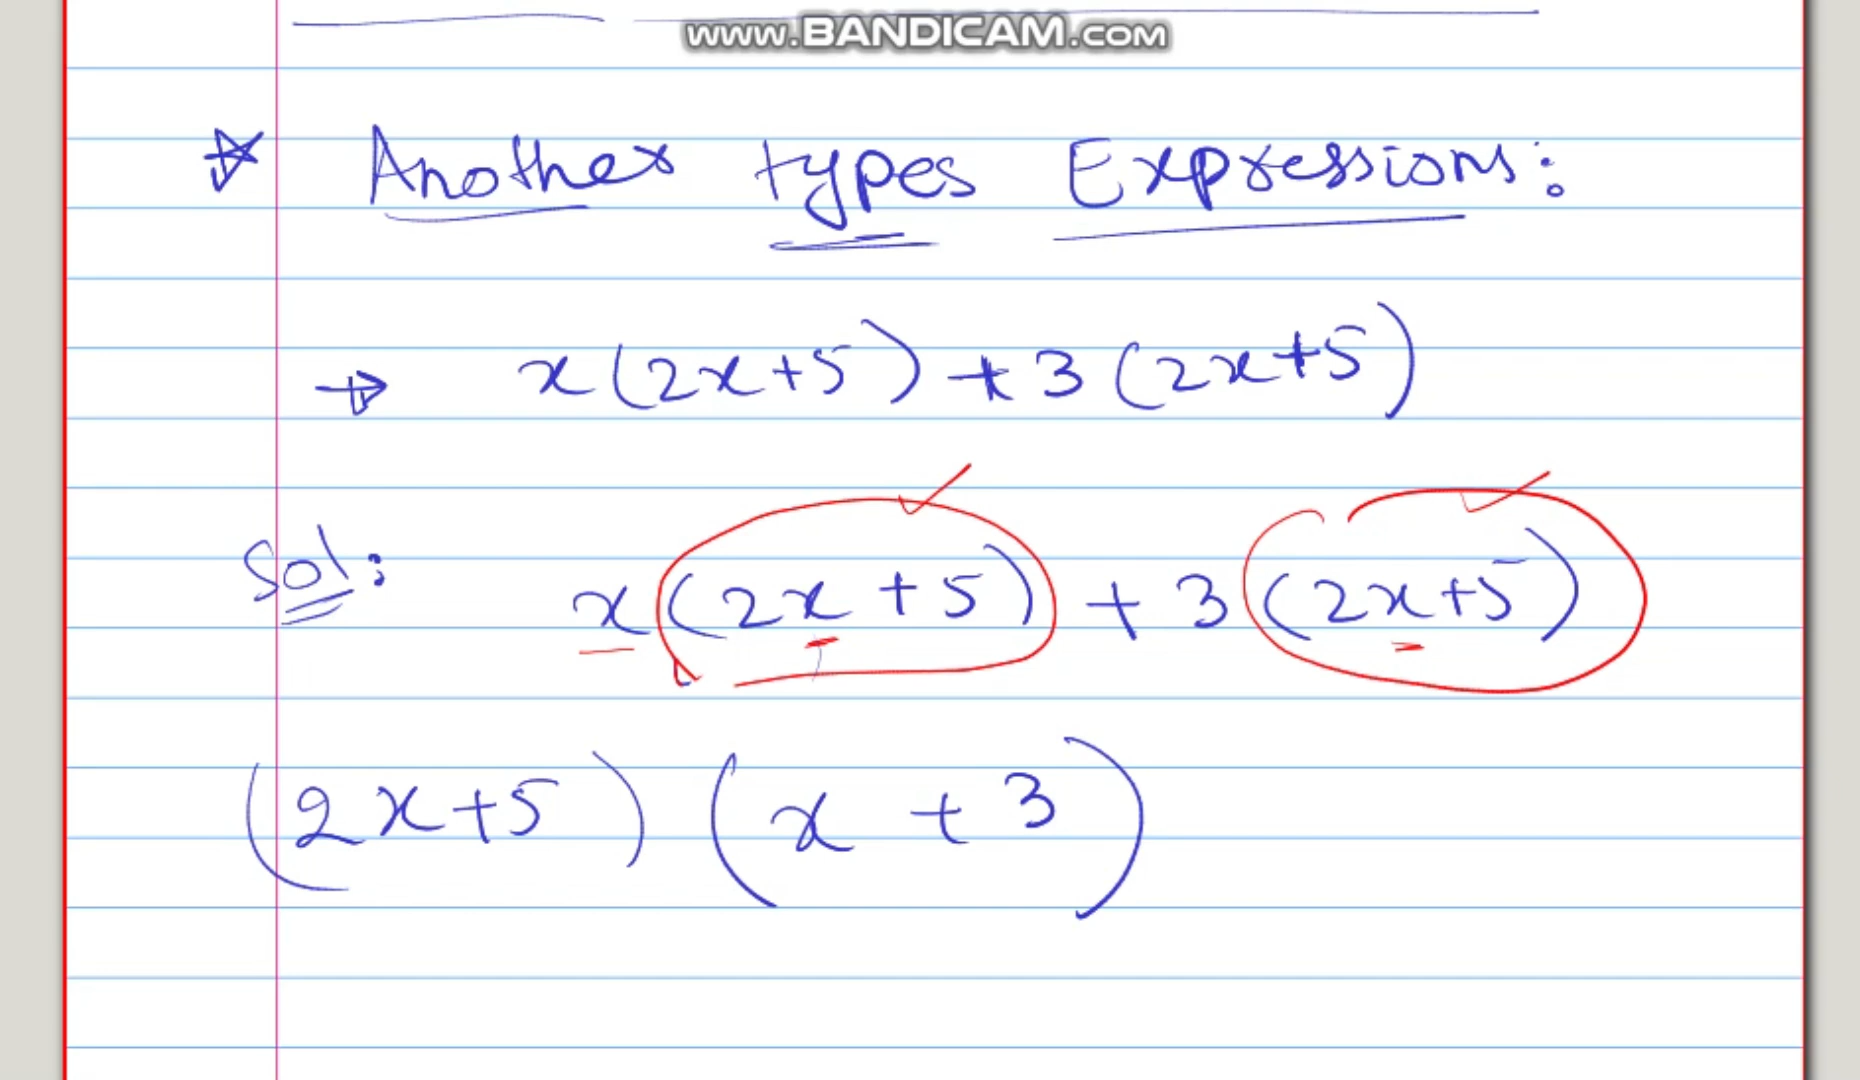 www.BANDICAM.com
Another types Expressions:
x(2x+5)+3(2x+5)
Sol:
x(2x+5)+3(2x+5)
(2x+5)(x+3)